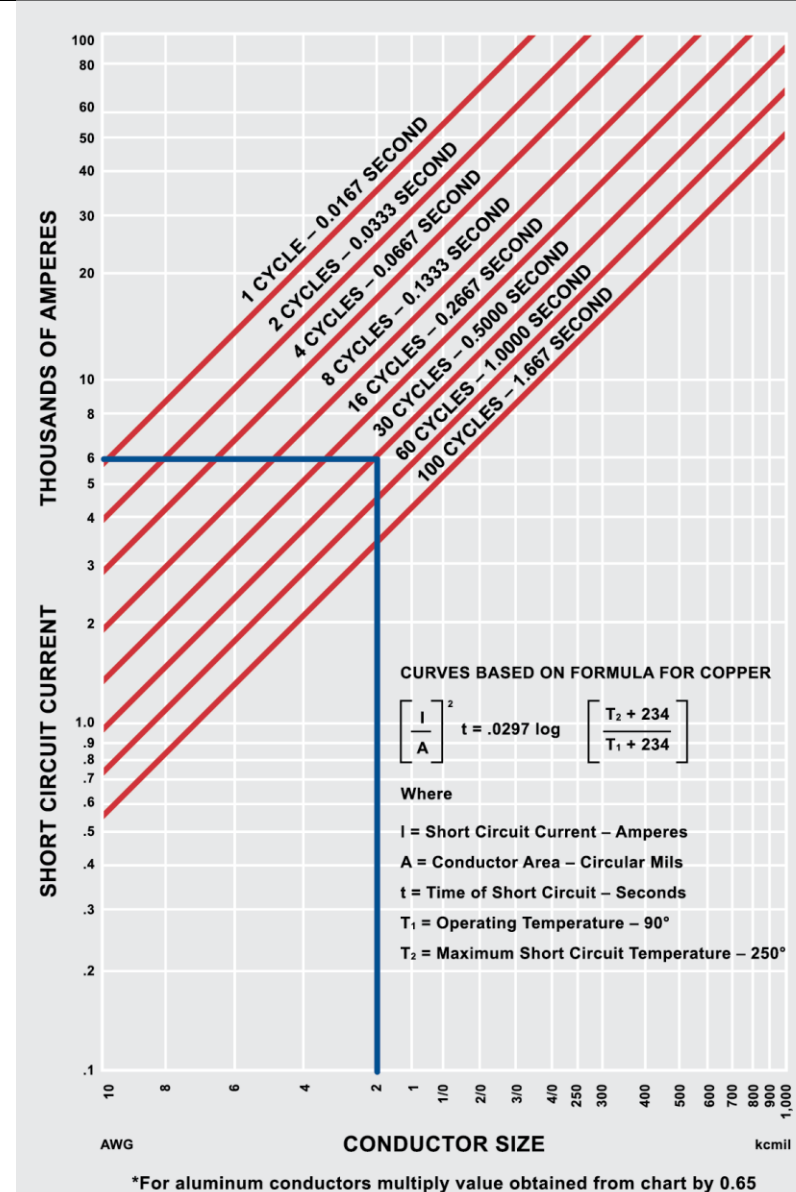 100
80
60
50
40
30
20
10
8
6
5
4
3
2
1.0
.9
.8
.7
.6
.5
.4
.3
.2
.1
THOUSANDS OF AMPERES
SHORT CIRCUIT CURRENT
1 CYCLE – 0.0167 SECOND
2 CYCLES – 0.0333 SECOND
4 CYCLES – 0.0667 SECOND
8 CYCLES – 0.1333 SECOND
16 CYCLES – 0.2667 SECOND
30 CYCLES – 0.5000 SECOND
60 CYCLES – 1.0000 SECOND
100 CYCLES – 1.667 SECOND
CURVES BASED ON FORMULA FOR COPPER
[I/A]² t = .0297 log [T₂ + 234 / T₁ + 234]
Where
I = Short Circuit Current – Amperes
A = Conductor Area – Circular Mils
t = Time of Short Circuit – Seconds
T₁ = Operating Temperature – 90°
T₂ = Maximum Short Circuit Temperature – 250°
10 8 6 4 2 1 1/0 2/0 3/0 4/0 250 300 400 500 600 700 800 900 1,000
AWG CONDUCTOR SIZE kcmil
*For aluminum conductors multiply value obtained from chart by 0.65